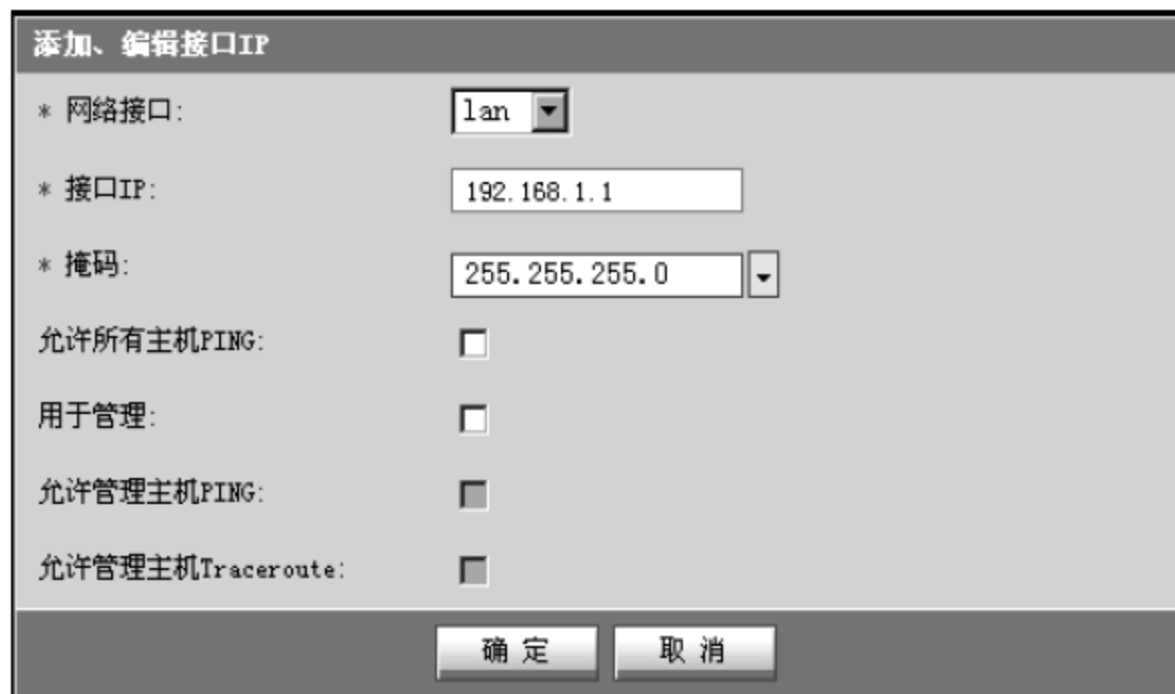 添加、编辑接口IP
* 网络接口: lan
* 接口IP: 192.168.1.1
* 掩码: 255.255.255.0
允许所有主机PING:
用于管理:
允许管理主机PING:
允许管理主机Traceroute:
确 定 取 消